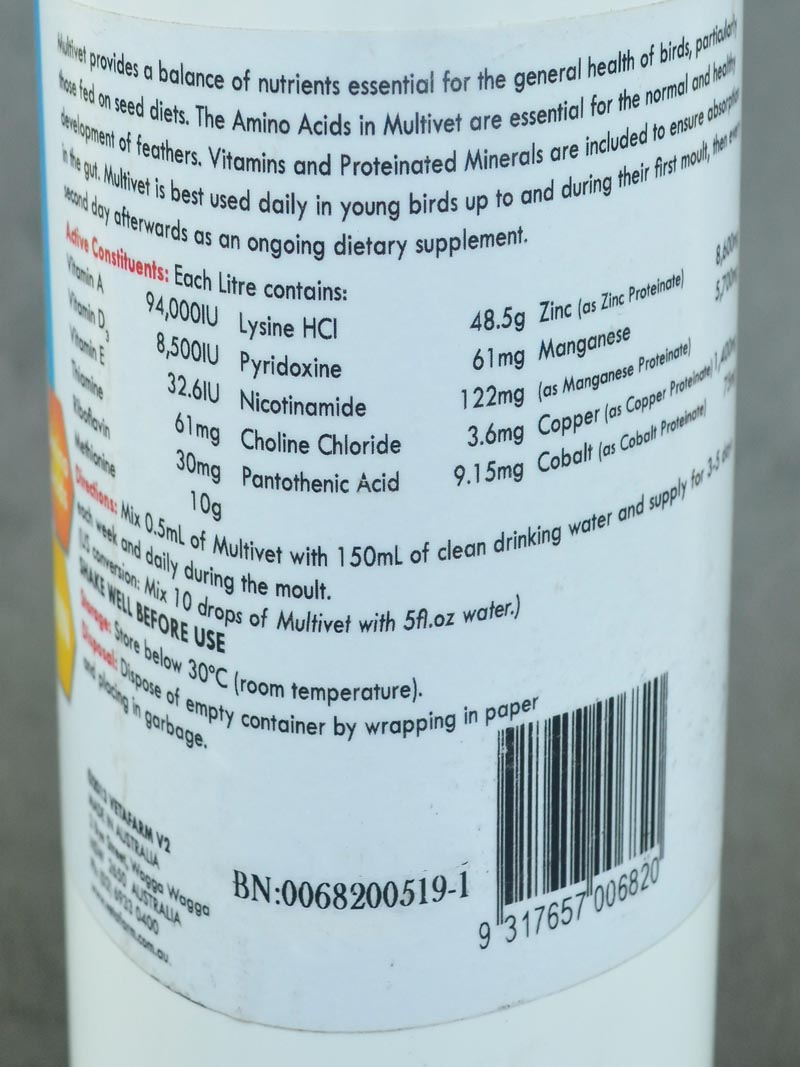 Multivet provides a balance of nutrients essential for the general health of birds, particularly
those fed on seed diets. The Amino Acids in Multivet are essential for the normal and healthy
development of feathers. Vitamins and Proteinated Minerals are included to ensure absorption
in the gut. Multivet is best used daily in young birds up to and during their first moult, then every
second day afterwards as an ongoing dietary supplement.
Active Constituents: Each Litre contains:
Vitamin A 94,000IU Lysine HCl 48.5g Zinc (as Zinc Proteinate)
Vitamin D3 8,500IU Pyridoxine 61mg Manganese
Vitamin E 32.6IU Nicotinamide 122mg (as Manganese Proteinate)
Thiamine 61mg Choline Chloride 3.6mg Copper (as Copper Proteinate)
Riboflavin 30mg Pantothenic Acid 9.15mg Cobalt (as Cobalt Proteinate)
Methionine 10g
Directions: Mix 0.5mL of Multivet with 150mL of clean drinking water and supply for 3-5 days
each week and daily during the moult.
(US conversion: Mix 10 drops of Multivet with 5fl.oz water.)
SHAKE WELL BEFORE USE
Storage: Store below 30°C (room temperature).
Disposal: Dispose of empty container by wrapping in paper
and placing in garbage.
VETAFARM V2
MADE IN AUSTRALIA
Street Wagga Wagga
NSW 2650 AUSTRALIA
6933 0400
www.vetafarm.com.au
BN:0068200519-1
9 317657 006820